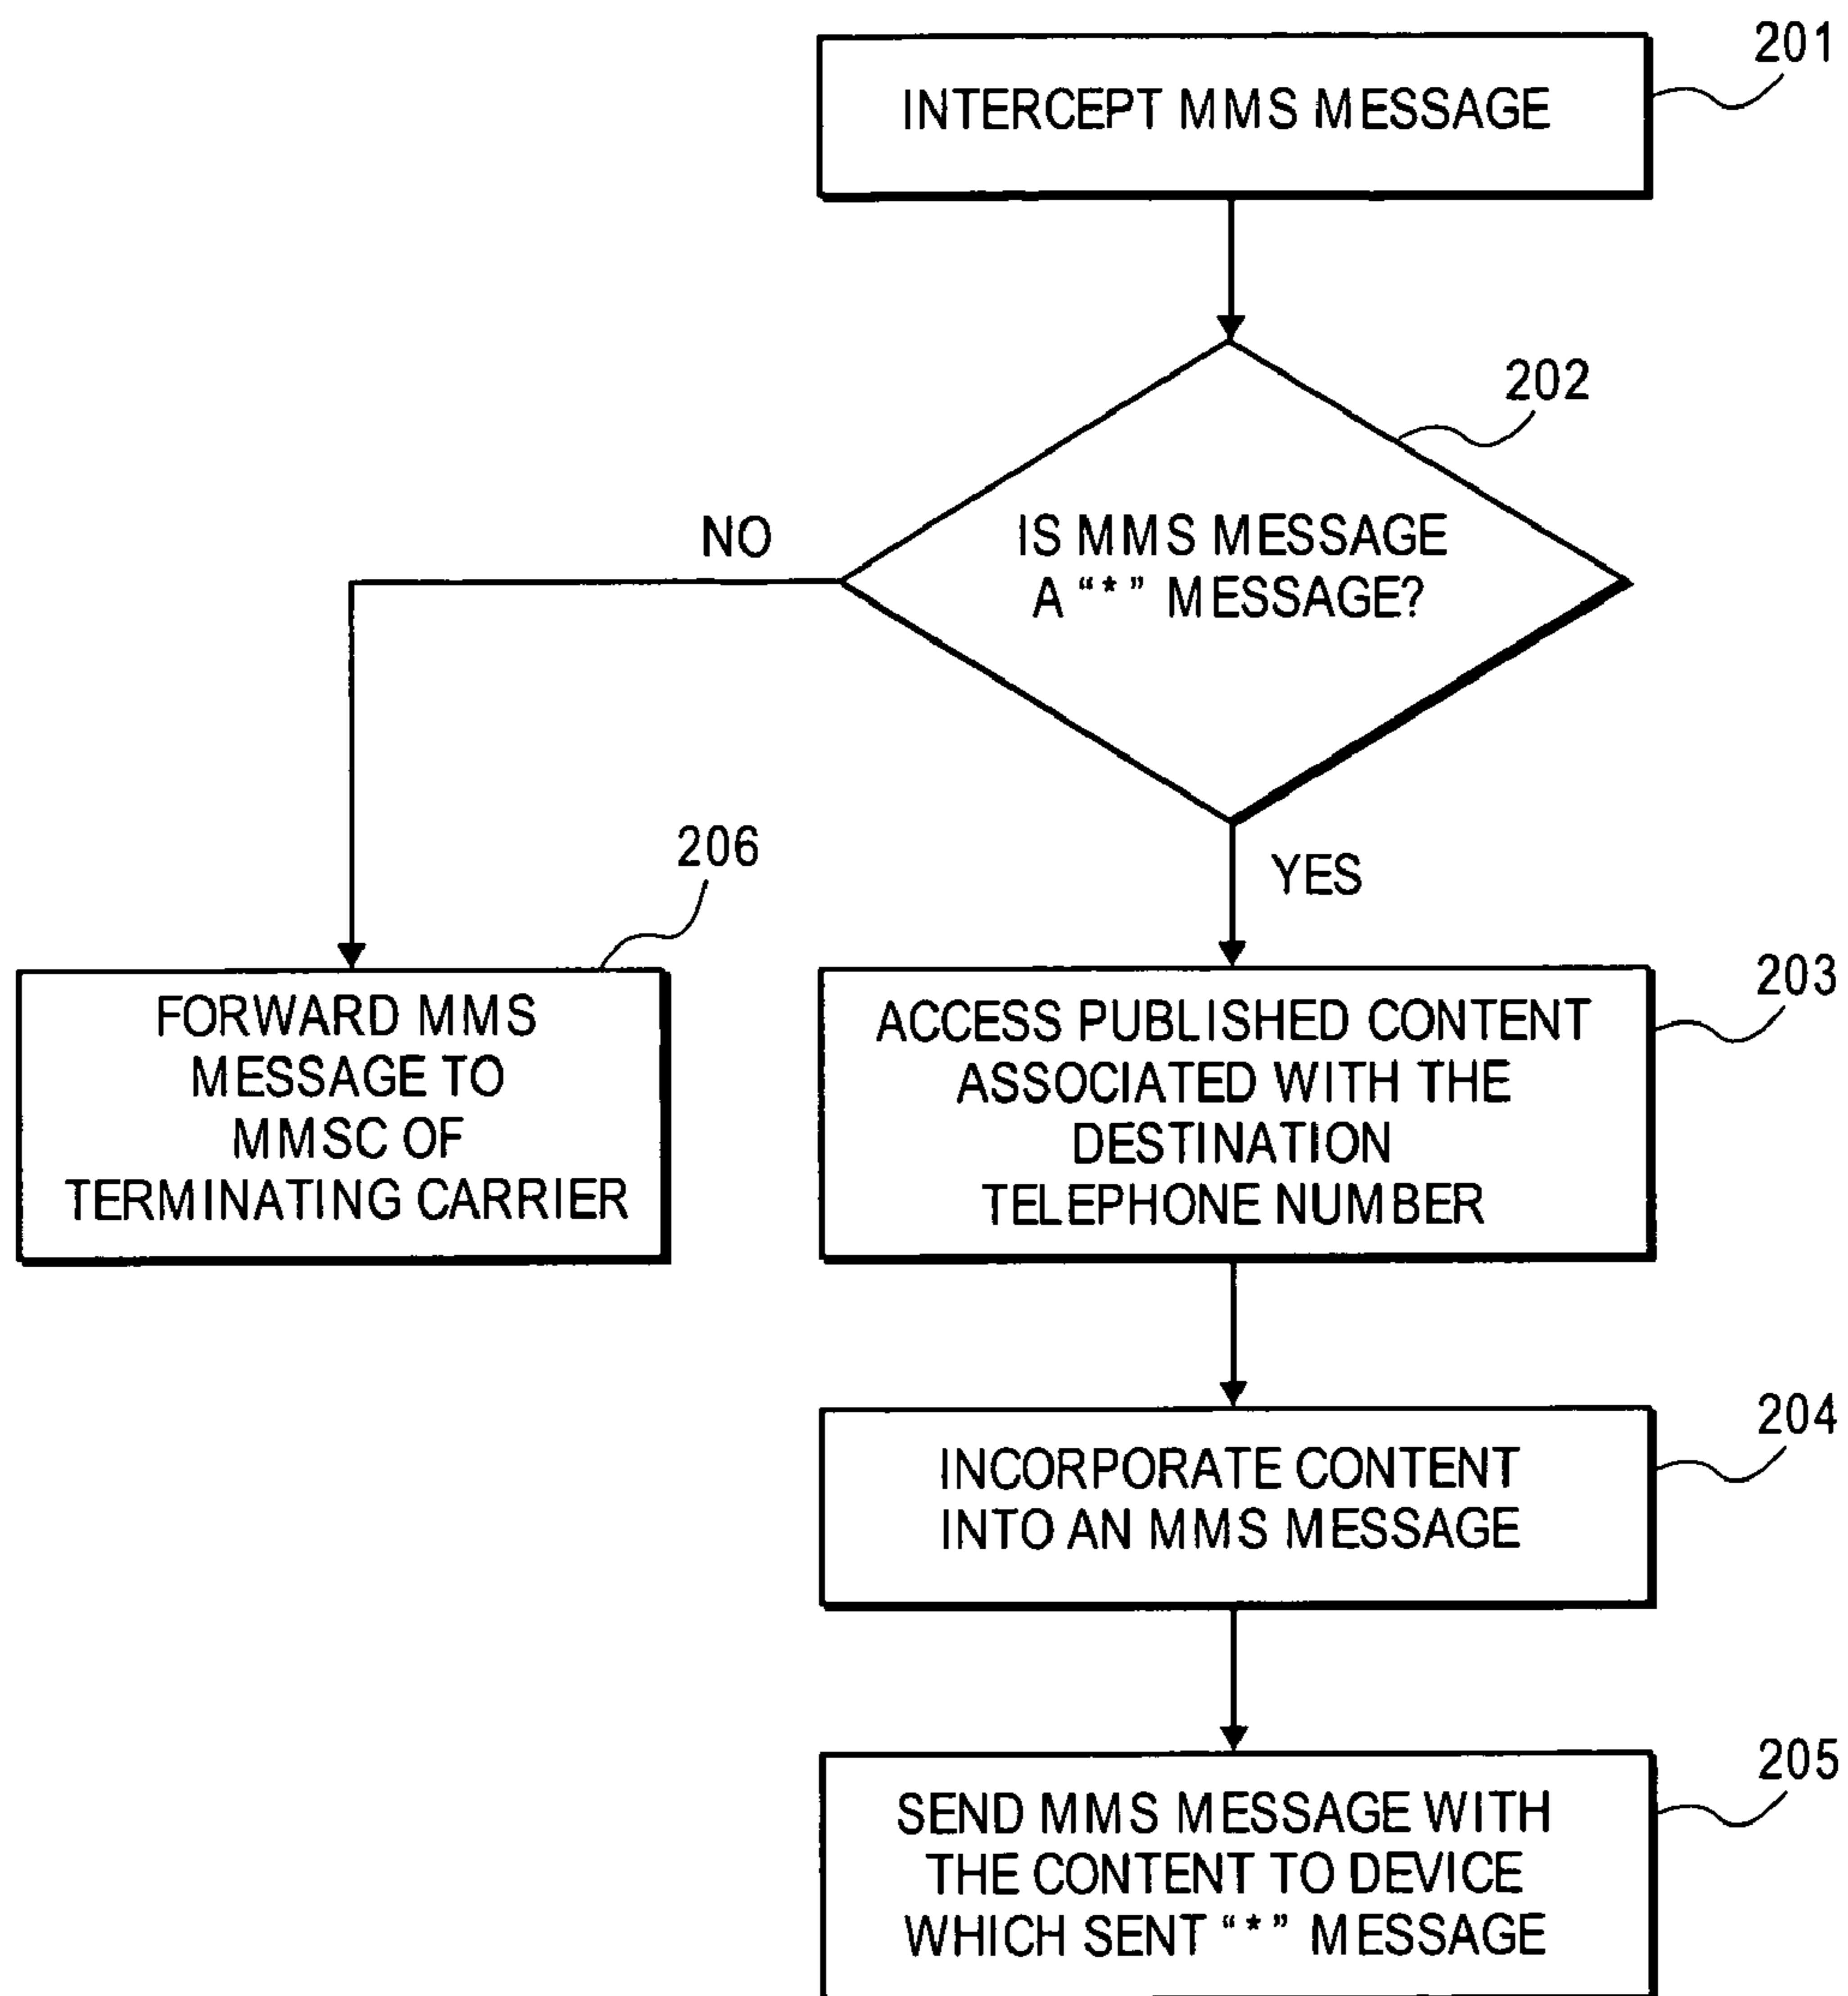 201
INTERCEPT MMS MESSAGE
202
IS MMS MESSAGE
A “*” MESSAGE?
NO
YES
206
FORWARD MMS
MESSAGE TO
MMSC OF
TERMINATING CARRIER
203
ACCESS PUBLISHED CONTENT
ASSOCIATED WITH THE
DESTINATION
TELEPHONE NUMBER
204
INCORPORATE CONTENT
INTO AN MMS MESSAGE
205
SEND MMS MESSAGE WITH
THE CONTENT TO DEVICE
WHICH SENT “*” MESSAGE